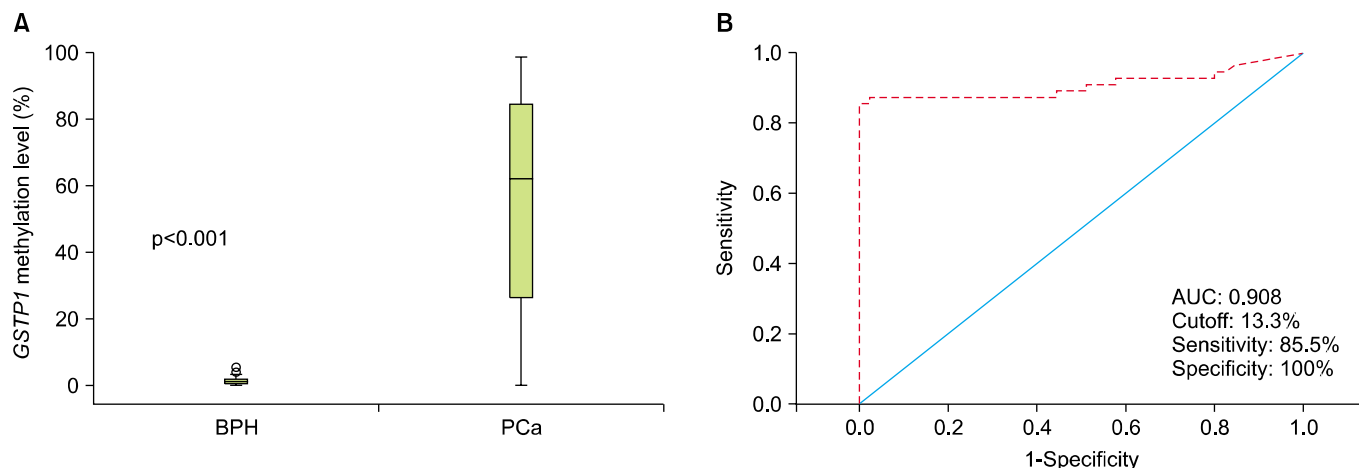 A
GSTP1 methylation level (%)
100
80
60
40
20
0
p<0.001
BPH
PCa
B
Sensitivity
1.0
0.8
0.6
0.4
0.2
0.0
AUC: 0.908
Cutoff: 13.3%
Sensitivity: 85.5%
Specificity: 100%
0.0 0.2 0.4 0.6 0.8 1.0
1-Specificity